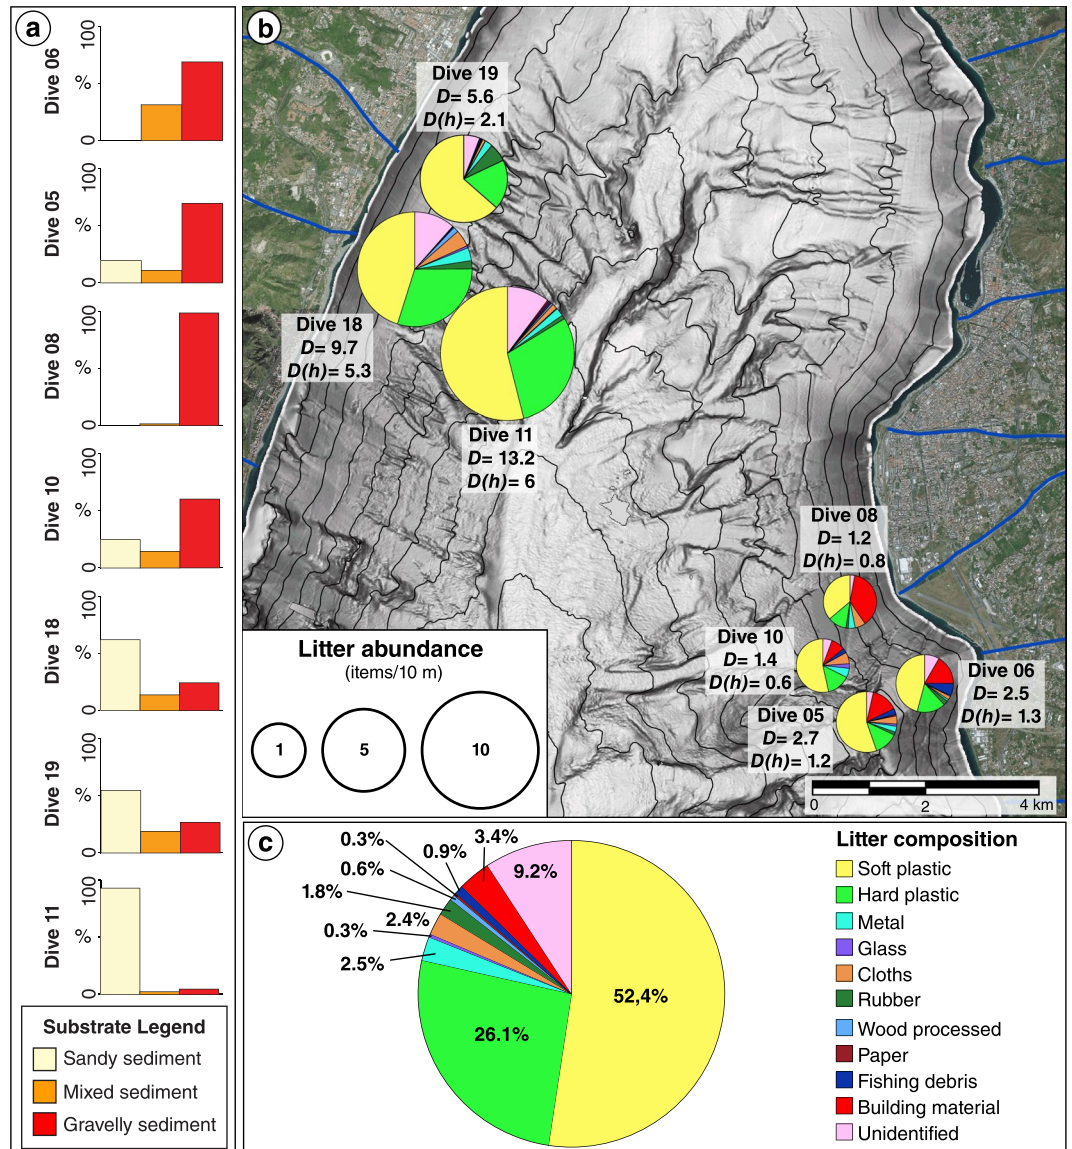 a
Dive 06
100
%
0
Dive 05
100
%
0
Dive 08
100
%
0
Dive 10
100
%
0
Dive 18
100
%
0
Dive 19
100
%
0
Dive 11
100
%
0
Substrate Legend
Sandy sediment
Mixed sediment
Gravelly sediment
b
Dive 19
D= 5.6
D(h)= 2.1
Dive 18
D= 9.7
D(h)= 5.3
Dive 11
D= 13.2
D(h)= 6
Dive 08
D= 1.2
D(h)= 0.8
Dive 10
D= 1.4
D(h)= 0.6
Dive 06
D= 2.5
D(h)= 1.3
Dive 05
D= 2.7
D(h)= 1.2
Litter abundance
(items/10 m)
1
5
10
0 2 4 km
c
0.3%
0.9%
3.4%
0.6%
9.2%
1.8%
2.4%
0.3%
2.5%
52,4%
26.1%
Litter composition
Soft plastic
Hard plastic
Metal
Glass
Cloths
Rubber
Wood processed
Paper
Fishing debris
Building material
Unidentified